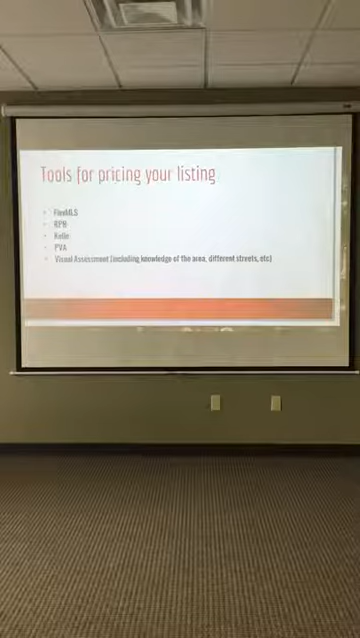 Tools for pricing your listing
FlexMLS
RPR
Kelle
PVA
Visual Assessment (including knowledge of the area, different streets, etc)